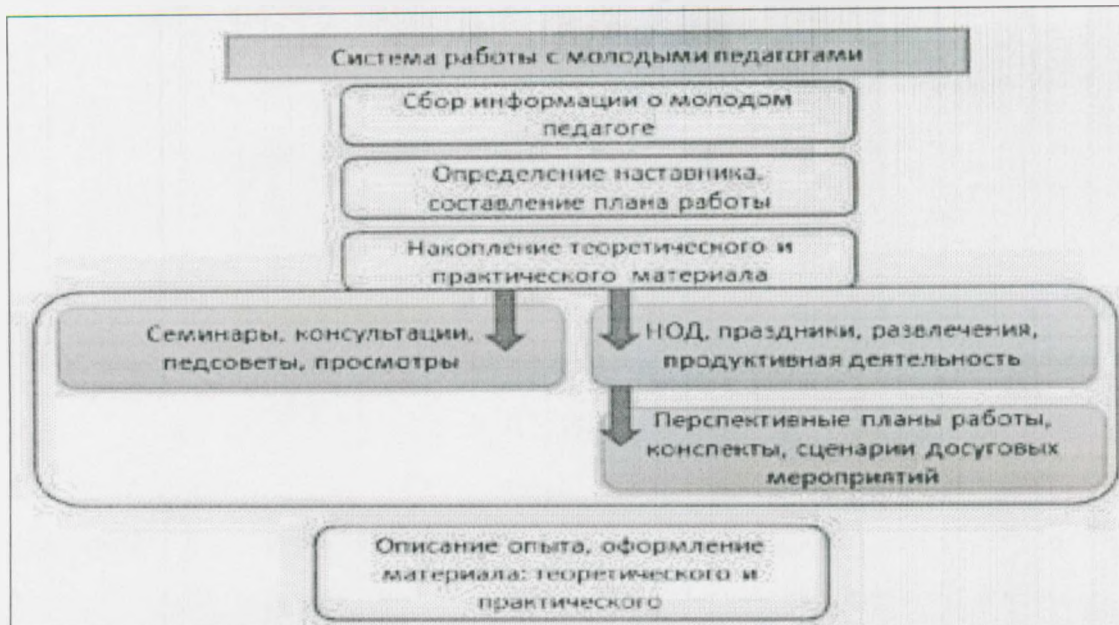 Система работы с молодыми педагогами
Сбор информации о молодом
педагоге
Определение наставника,
составление плана работы
Накопление теоретического и
практического материала
Семинары, консультации,
педсоветы, просмотры
НОД, праздники, развлечения,
продуктивная деятельность
Перспективные планы работы,
конспекты, сценарии досуговых
мероприятий
Описание опыта, оформление
материала: теоретического и
практического